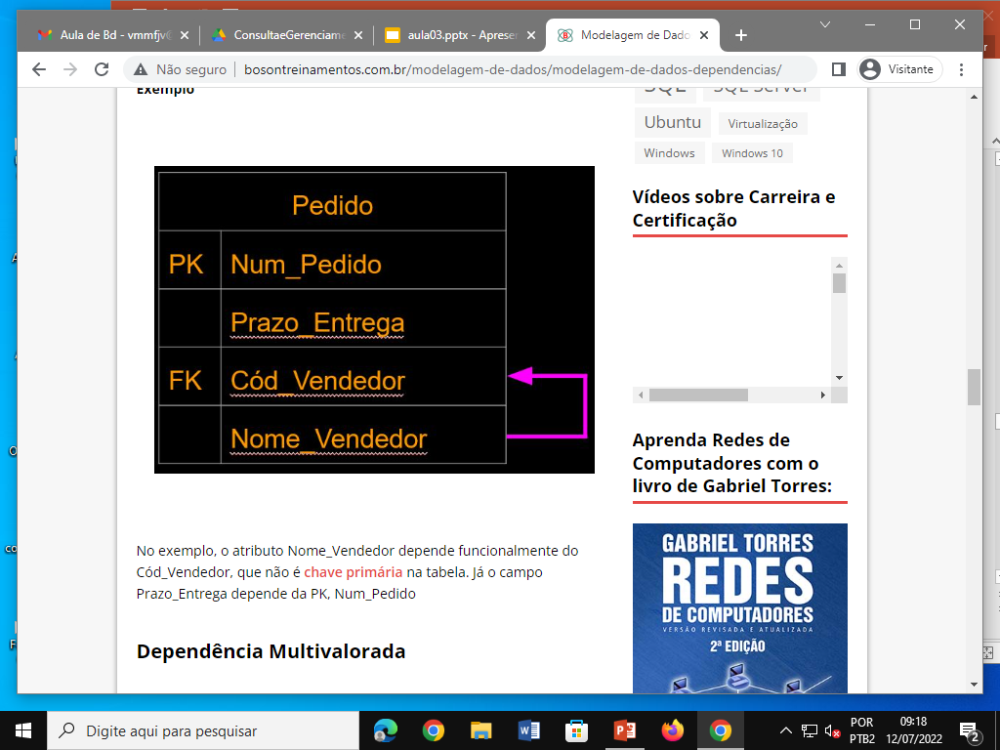 Aula de Bd - vmmfjv@
ConsultaeGerenciame
aula03.pptx - Apreser
Modelagem de Dado
Não seguro
bosontreinamentos.com.br/modelagem-de-dados/modelagem-de-dados-dependencias/
Visitante
Exemplo
SQL
SQL Server
Ubuntu
Virtualização
Windows
Windows 10
Pedido
PK
Num_Pedido
Prazo_Entrega
FK
Cód_Vendedor
Nome_Vendedor
Vídeos sobre Carreira e
Certificação
Aprenda Redes de
Computadores com o
livro de Gabriel Torres:
GABRIEL TORRES
REDES
DE COMPUTADORES
VERSÃO REVISADA E ATUALIZADA
2ª EDIÇÃO
No exemplo, o atributo Nome_Vendedor depende funcionalmente do
Cód_Vendedor, que não é chave primária na tabela. Já o campo
Prazo_Entrega depende da PK, Num_Pedido
Dependência Multivalorada
Digite aqui para pesquisar
POR
PTB2
09:18
12/07/2022
2